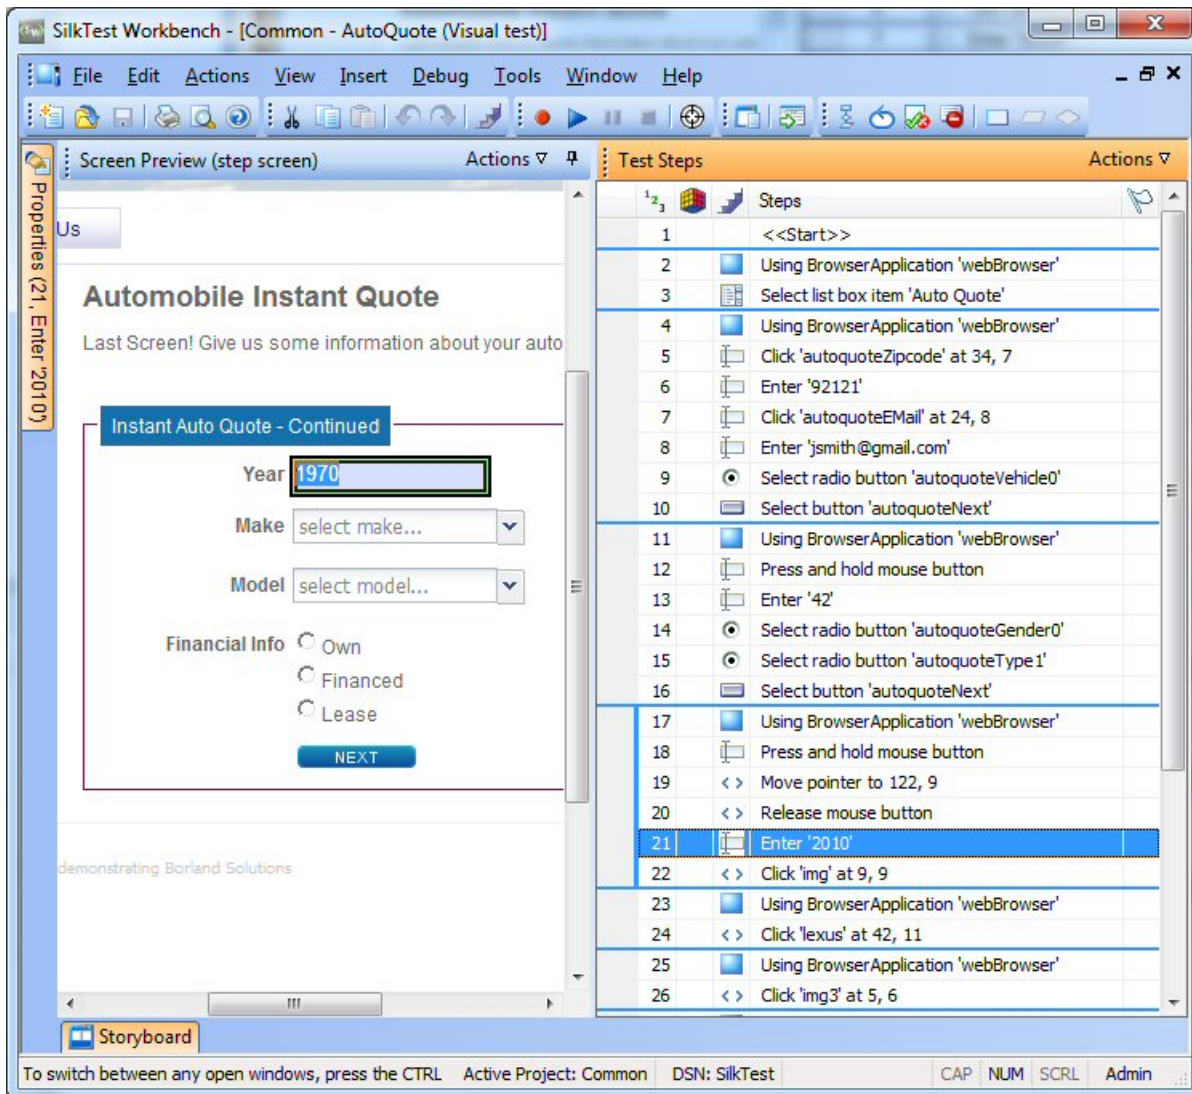 SilkTest Workbench - [Common - AutoQuote (Visual test)]
File Edit Actions View Insert Debug Tools Window Help
Properties (21, Enter '2010')
Screen Preview (step screen) Actions
Us
Automobile Instant Quote
Last Screen! Give us some information about your auto
Instant Auto Quote - Continued
Year 1970
Make select make...
Model select model...
Financial Info Own
Financed
Lease
NEXT
demonstrating Borland Solutions
Test Steps Actions
Steps
1 <<Start>>
2 Using BrowserApplication 'webBrowser'
3 Select list box item 'Auto Quote'
4 Using BrowserApplication 'webBrowser'
5 Click 'autoquoteZipcode' at 34, 7
6 Enter '92121'
7 Click 'autoquoteEMail' at 24, 8
8 Enter 'jsmith@gmail.com'
9 Select radio button 'autoquoteVehicle0'
10 Select button 'autoquoteNext'
11 Using BrowserApplication 'webBrowser'
12 Press and hold mouse button
13 Enter '42'
14 Select radio button 'autoquoteGender0'
15 Select radio button 'autoquoteType1'
16 Select button 'autoquoteNext'
17 Using BrowserApplication 'webBrowser'
18 Press and hold mouse button
19 Move pointer to 122, 9
20 Release mouse button
21 Enter '2010'
22 Click 'img' at 9, 9
23 Using BrowserApplication 'webBrowser'
24 Click 'lexus' at 42, 11
25 Using BrowserApplication 'webBrowser'
26 Click 'img3' at 5, 6
Storyboard
To switch between any open windows, press the CTRL Active Project: Common DSN: SilkTest CAP NUM SCRL Admin